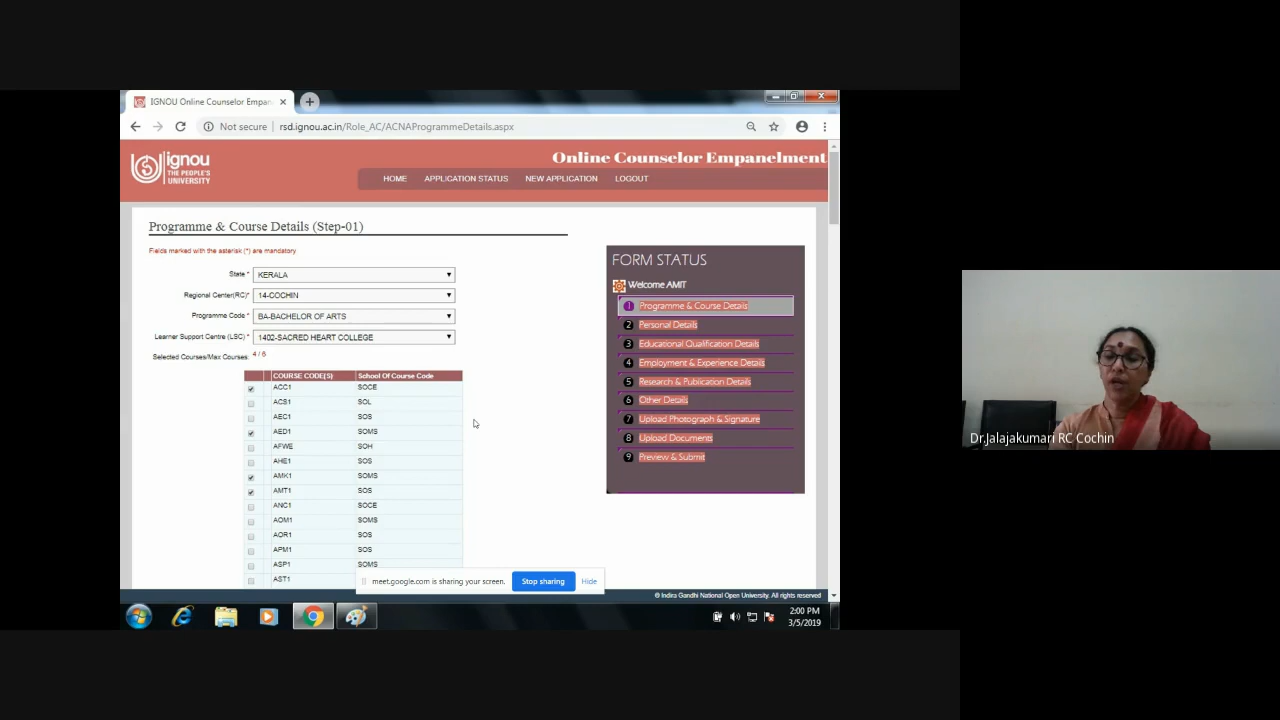 IGNOU Online Counselor Empan
Not secure | rsd.ignou.ac.in/Role_AC/ACNAProgrammeDetails.aspx
ignou
THE PEOPLE'S
UNIVERSITY
Online Counselor Empanelment
HOME APPLICATION STATUS NEW APPLICATION LOGOUT
Programme & Course Details (Step-01)
Fields marked with the asterisk (*) are mandatory
State * KERALA
Regional Center(RC)* 14-COCHIN
Programme Code * BA-BACHELOR OF ARTS
Learner Support Centre (LSC) * 1402-SACRED HEART COLLEGE
Selected Courses/Max Courses: 4 / 6
COURSE CODE(S) School Of Course Code
ACC1 SOCE
ACS1 SOL
AEC1 SOS
AED1 SOMS
AFWE SOH
AHE1 SOS
AMK1 SOMS
AMT1 SOS
ANC1 SOCE
AOM1 SOMS
AOR1 SOS
APM1 SOS
ASP1 SOMS
AST1
FORM STATUS
Welcome AMIT
1 Programme & Course Details
2 Personal Details
3 Educational Qualification Details
4 Employment & Experience Details
5 Research & Publication Details
6 Other Details
7 Upload Photograph & Signature
8 Upload Documents
9 Preview & Submit
meet.google.com is sharing your screen. Stop sharing Hide
© Indira Gandhi National Open University. All rights reserved
2:00 PM
3/5/2019
Dr.Jalajakumari RC Cochin